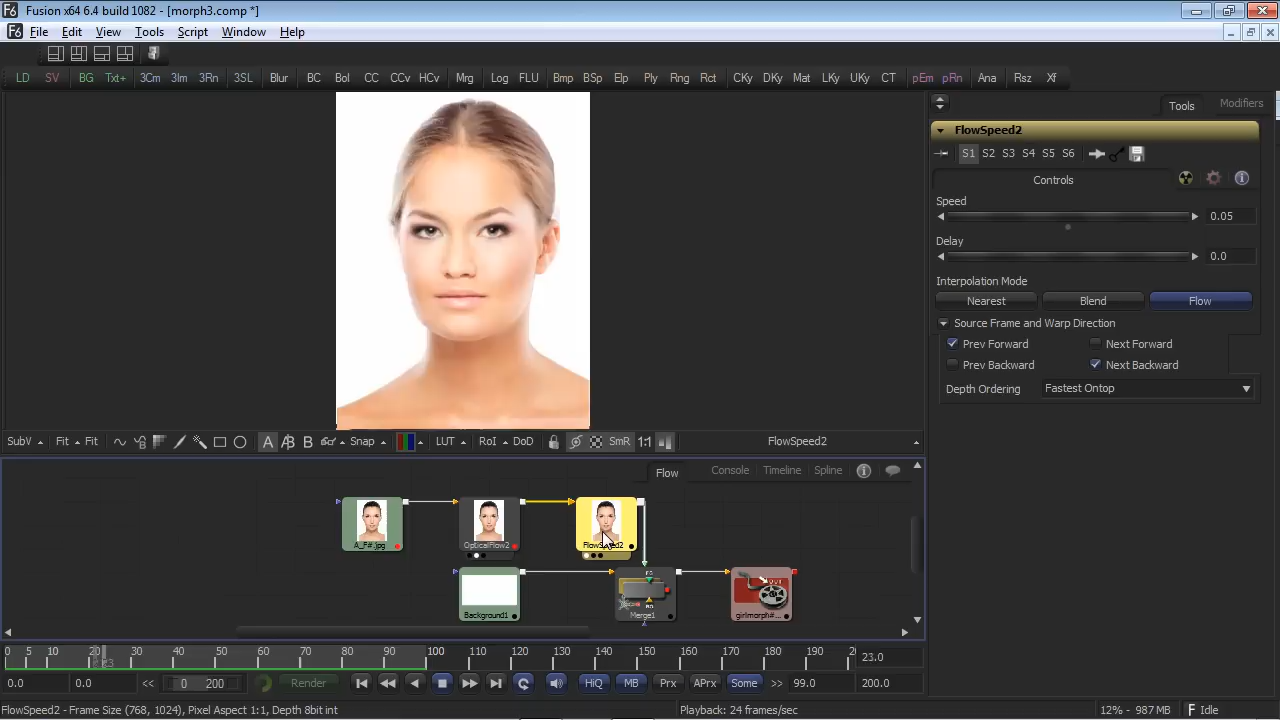 Fusion x64 6.4 build 1082 - [morph3.comp *]
File Edit View Tools Script Window Help
LD SV BG Txt+ 3Cm 3Im 3Rn 3SL Blur BC Bol CC CCv HCv Mrg Log FLU Bmp BSp Elp Ply Rng Rct CKy DKy Mat LKy UKy CT pEm pRn Ana Rsz Xf
Tools Modifiers
FlowSpeed2
S1 S2 S3 S4 S5 S6
Controls
Speed
0.05
Delay
0.0
Interpolation Mode
Nearest Blend Flow
Source Frame and Warp Direction
Prev Forward Next Forward
Prev Backward Next Backward
Depth Ordering Fastest Ontop
SubV Fit Fit A B Snap LUT RoI DoD SmR 1:1 FlowSpeed2
Flow Console Timeline Spline
A_F#.jpg OpticalFlow2 FlowSpeed2
Background1 Merge1 girlmorph#...
0 5 10 20 30 40 50 60 70 80 90 100 110 120 130 140 150 160 170 180 190 2
23 23.0
0.0 0.0 << 0 200 Render HiQ MB Prx APrx Some >> 99.0 200.0
FlowSpeed2 - Frame Size (768, 1024), Pixel Aspect 1:1, Depth 8bit int Playback: 24 frames/sec 12% - 987 MB Idle